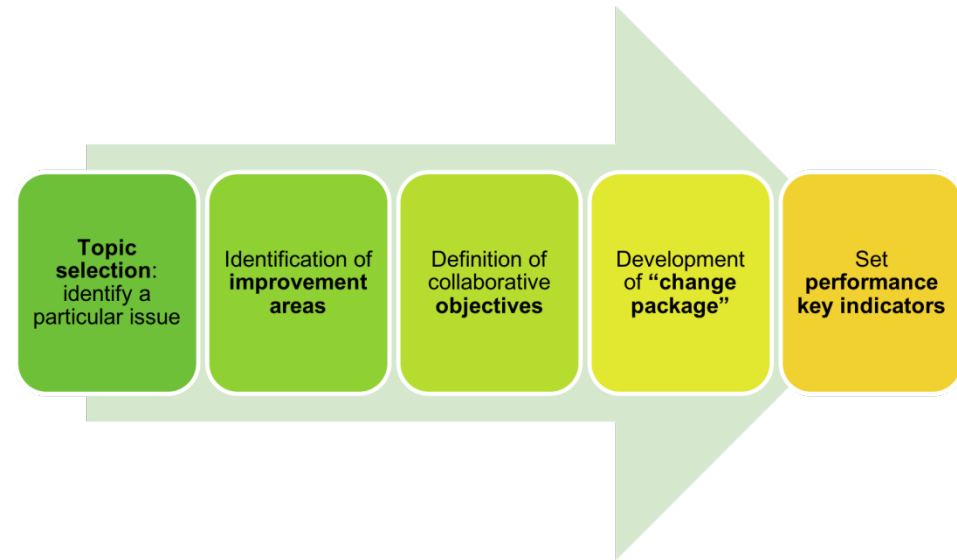 Topic
selection:
identify a
particular issue
Identification of
improvement
areas
Definition of
collaborative
objectives
Development
of “change
package”
Set
performance
key indicators